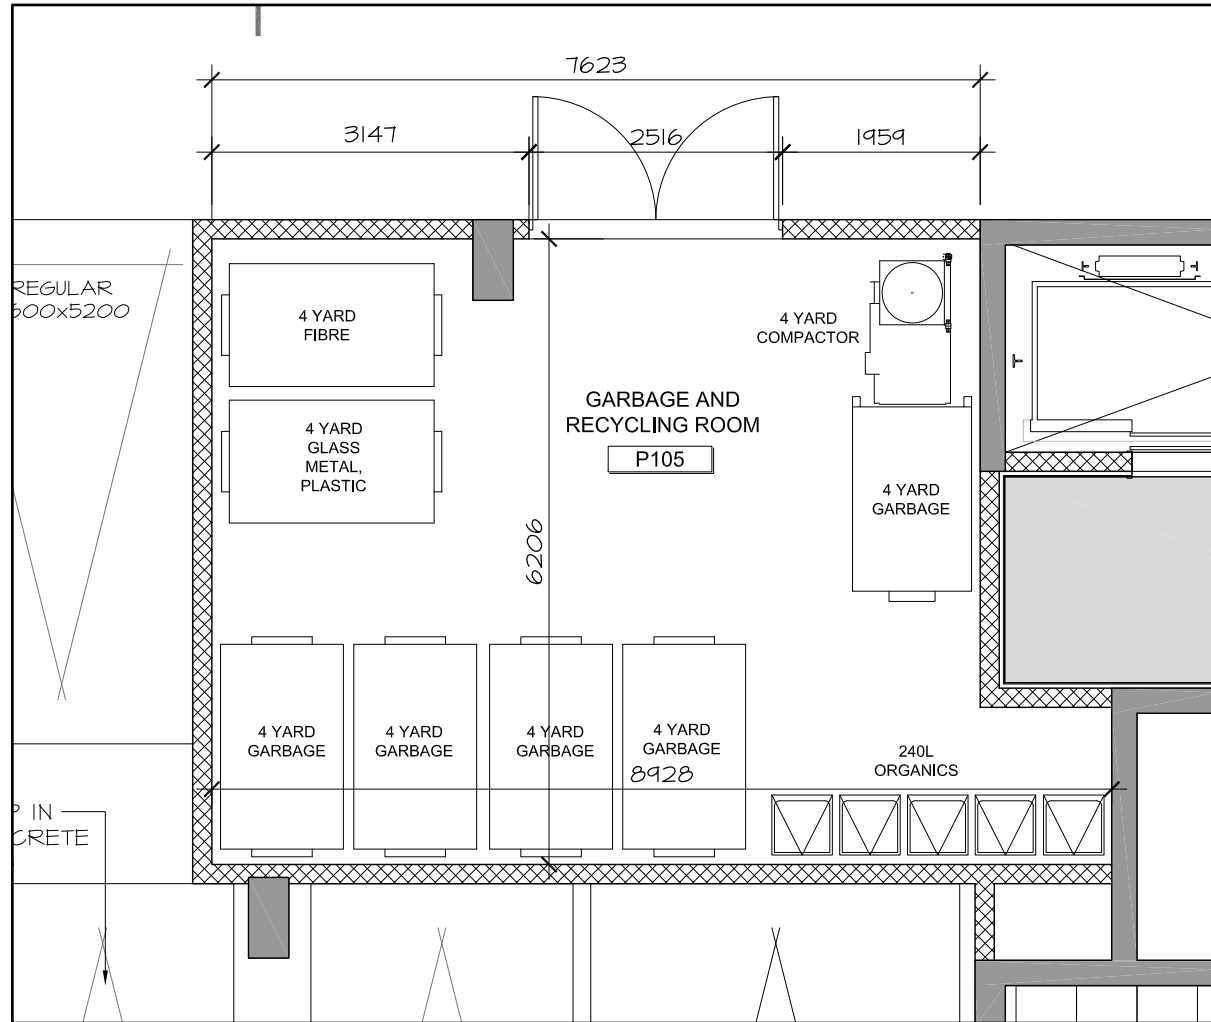 7623
3147
2516
1959
REGULAR
600x5200
4 YARD
FIBRE
4 YARD
COMPACTOR
GARBAGE AND
RECYCLING ROOM
P105
4 YARD
GLASS
METAL,
PLASTIC
4 YARD
GARBAGE
6206
4 YARD
GARBAGE
4 YARD
GARBAGE
4 YARD
GARBAGE
4 YARD
GARBAGE
8928
240L
ORGANICS
IN
CRETE